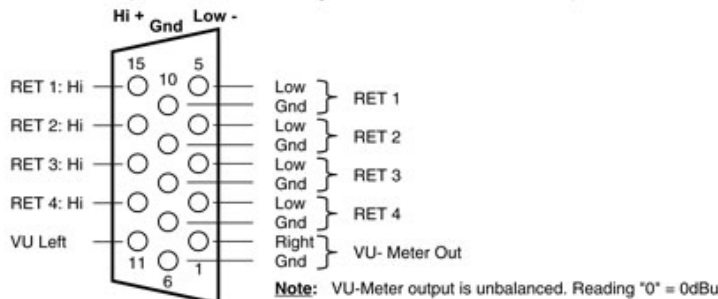 Hi + Gnd Low -
15 10 5
RET 1: Hi Low
Gnd RET 1
RET 2: Hi Low
Gnd RET 2
RET 3: Hi Low
Gnd RET 3
RET 4: Hi Low
Gnd RET 4
VU Left Right
Gnd VU- Meter Out
11 6 1
Note: VU-Meter output is unbalanced. Reading "0" = 0dBu